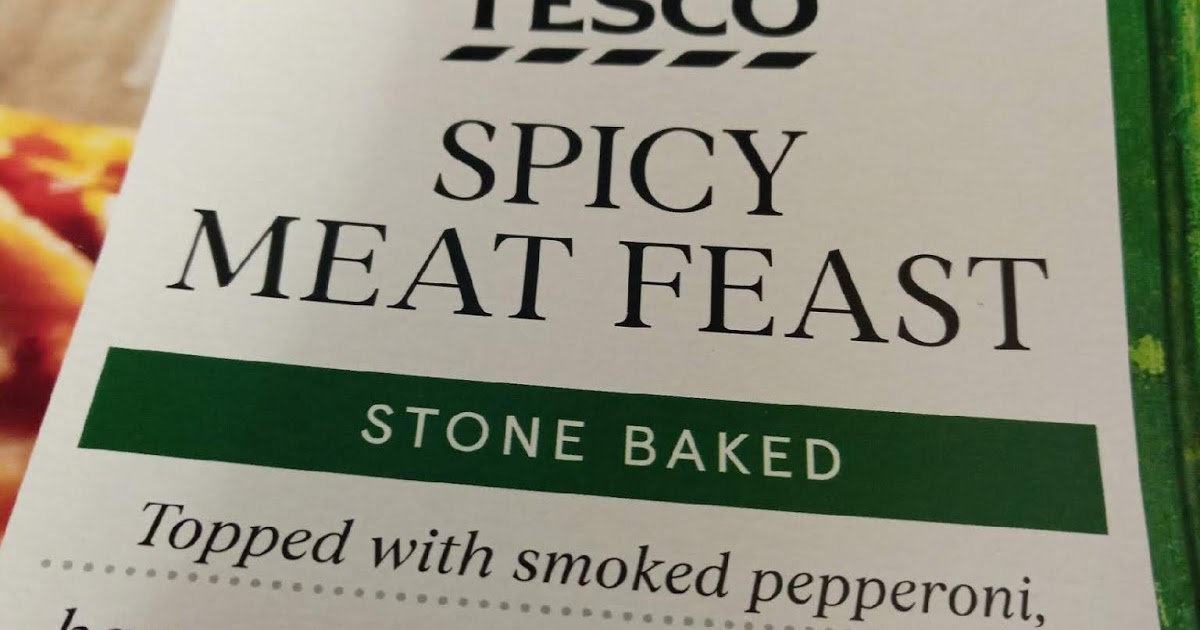 TESCO
SPICY
MEAT FEAST
STONE BAKED
Topped with smoked pepperoni,